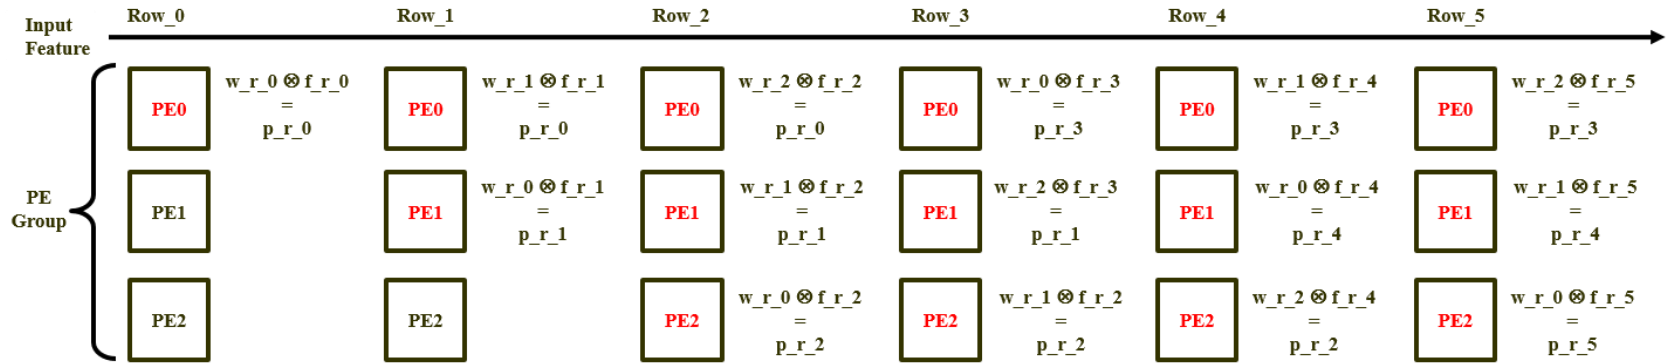 Input
Feature
Row_0
Row_1
Row_2
Row_3
Row_4
Row_5
PE
Group
PE0
w_r_0 ⊗ f_r_0
=
p_r_0
PE0
w_r_1 ⊗ f_r_1
=
p_r_0
PE0
w_r_2 ⊗ f_r_2
=
p_r_0
PE0
w_r_0 ⊗ f_r_3
=
p_r_3
PE0
w_r_1 ⊗ f_r_4
=
p_r_3
PE0
w_r_2 ⊗ f_r_5
=
p_r_3
PE1
PE1
w_r_0 ⊗ f_r_1
=
p_r_1
PE1
w_r_1 ⊗ f_r_2
=
p_r_1
PE1
w_r_2 ⊗ f_r_3
=
p_r_1
PE1
w_r_0 ⊗ f_r_4
=
p_r_4
PE1
w_r_1 ⊗ f_r_5
=
p_r_4
PE2
PE2
PE2
w_r_0 ⊗ f_r_2
=
p_r_2
PE2
w_r_1 ⊗ f_r_2
=
p_r_2
PE2
w_r_2 ⊗ f_r_4
=
p_r_2
PE2
w_r_0 ⊗ f_r_5
=
p_r_5